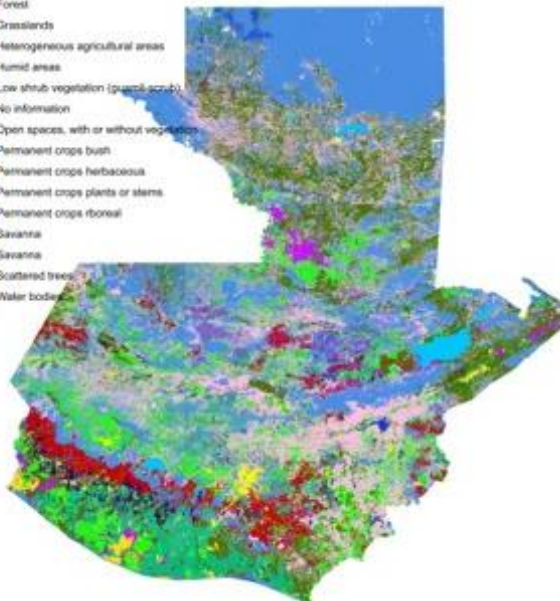 Forest
Grasslands
Heterogeneous agricultural areas
Humid areas
Low shrub vegetation (guamil-scrub)
No information
Open spaces, with or without vegetation
Permanent crops bush
Permanent crops herbaceous
Permanent crops plants or stems
Permanent crops rboreal
Savanna
Savanna
Scattered trees
Water bodies